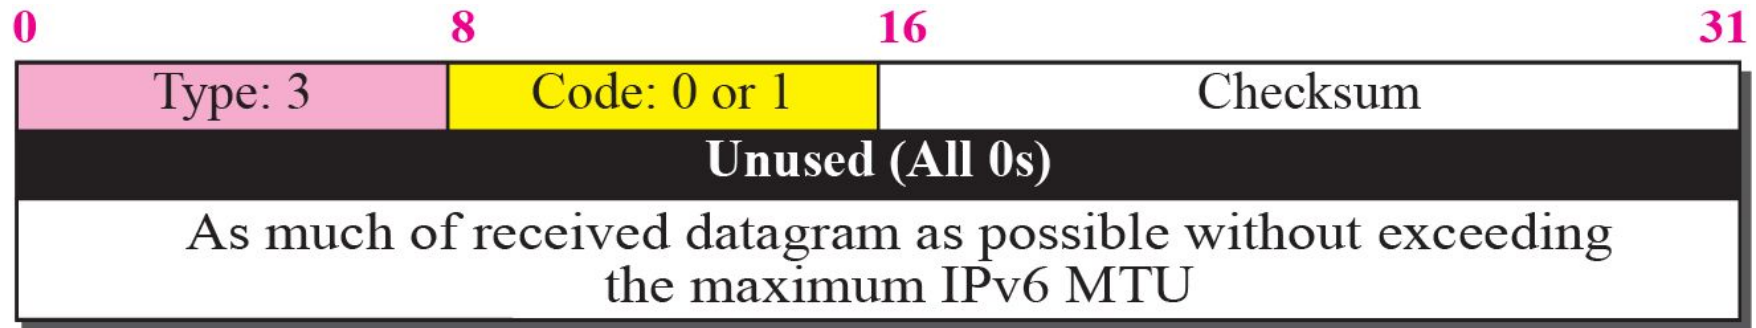 0 8 16 31
Type: 3 Code: 0 or 1 Checksum
Unused (All 0s)
As much of received datagram as possible without exceeding
the maximum IPv6 MTU